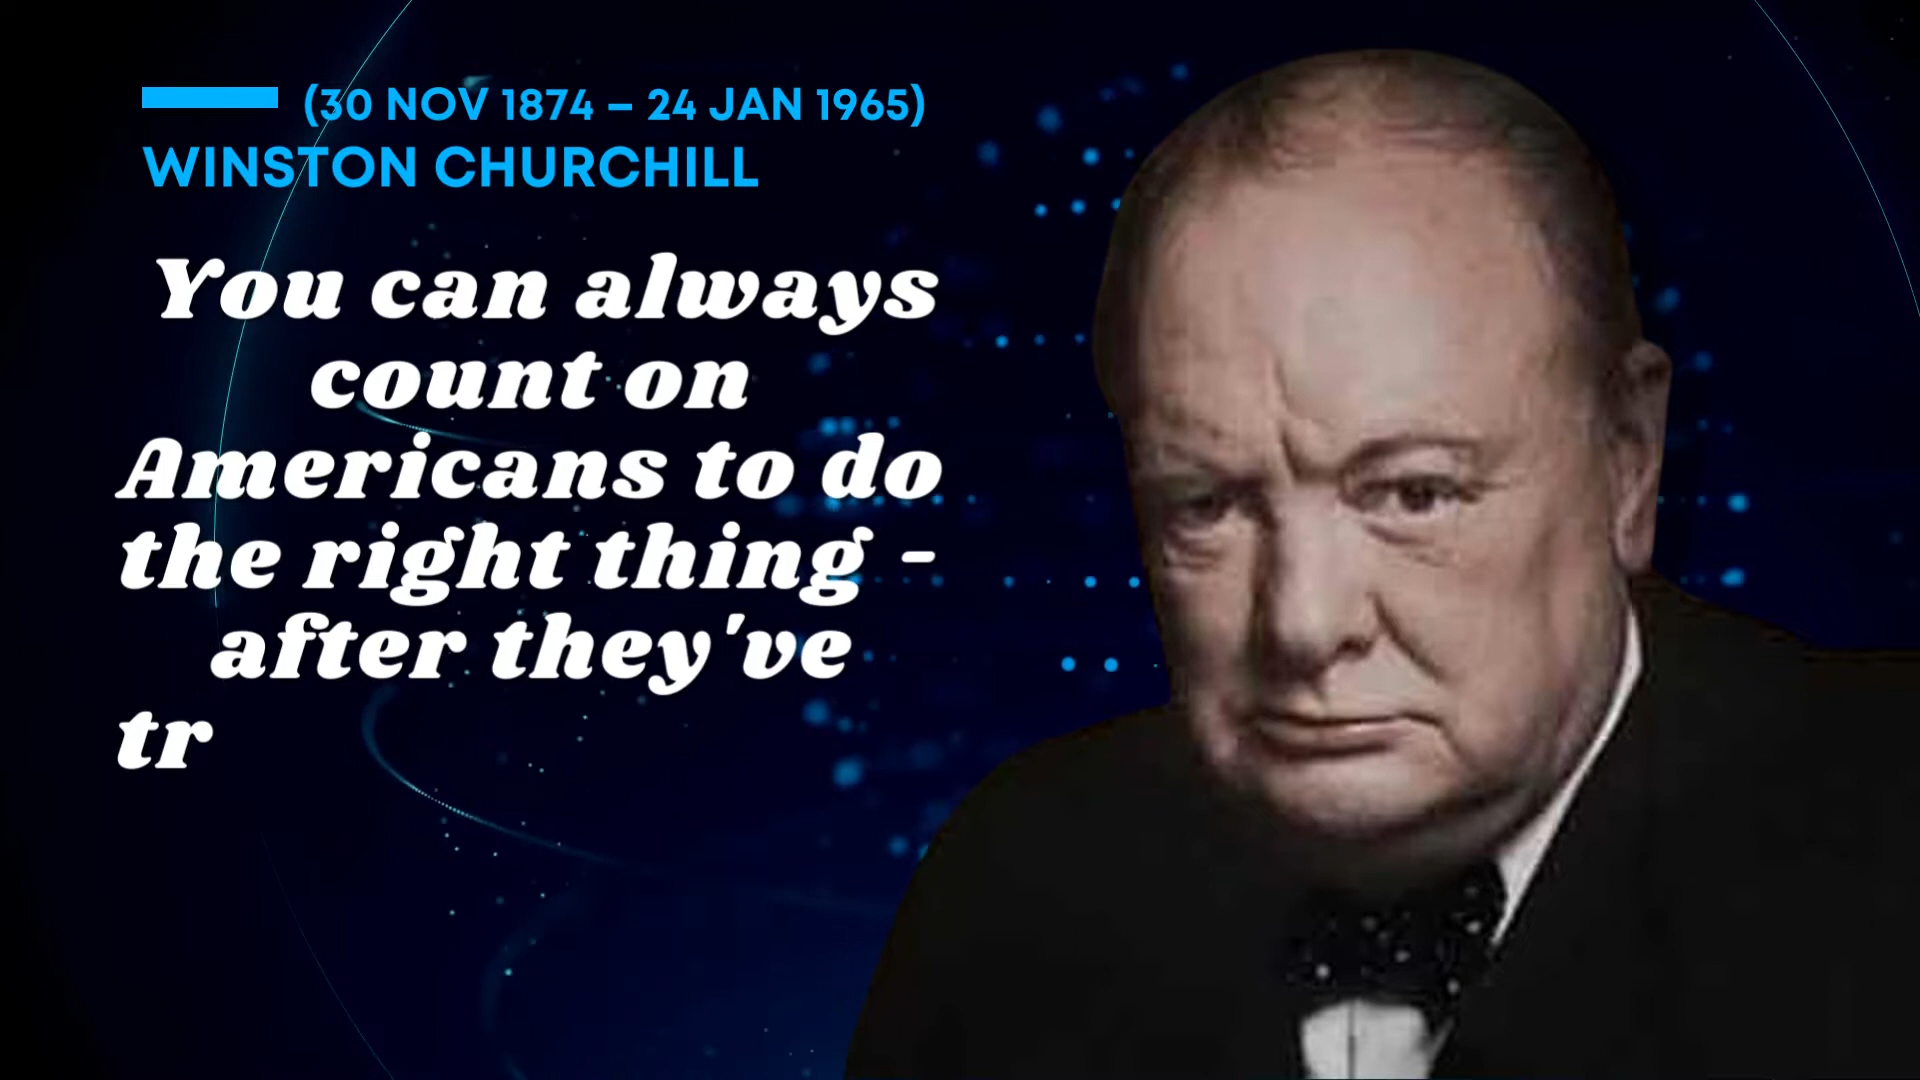 (30 NOV 1874 – 24 JAN 1965)
WINSTON CHURCHILL
You can always
count on
Americans to do
the right thing -
after they've
tr